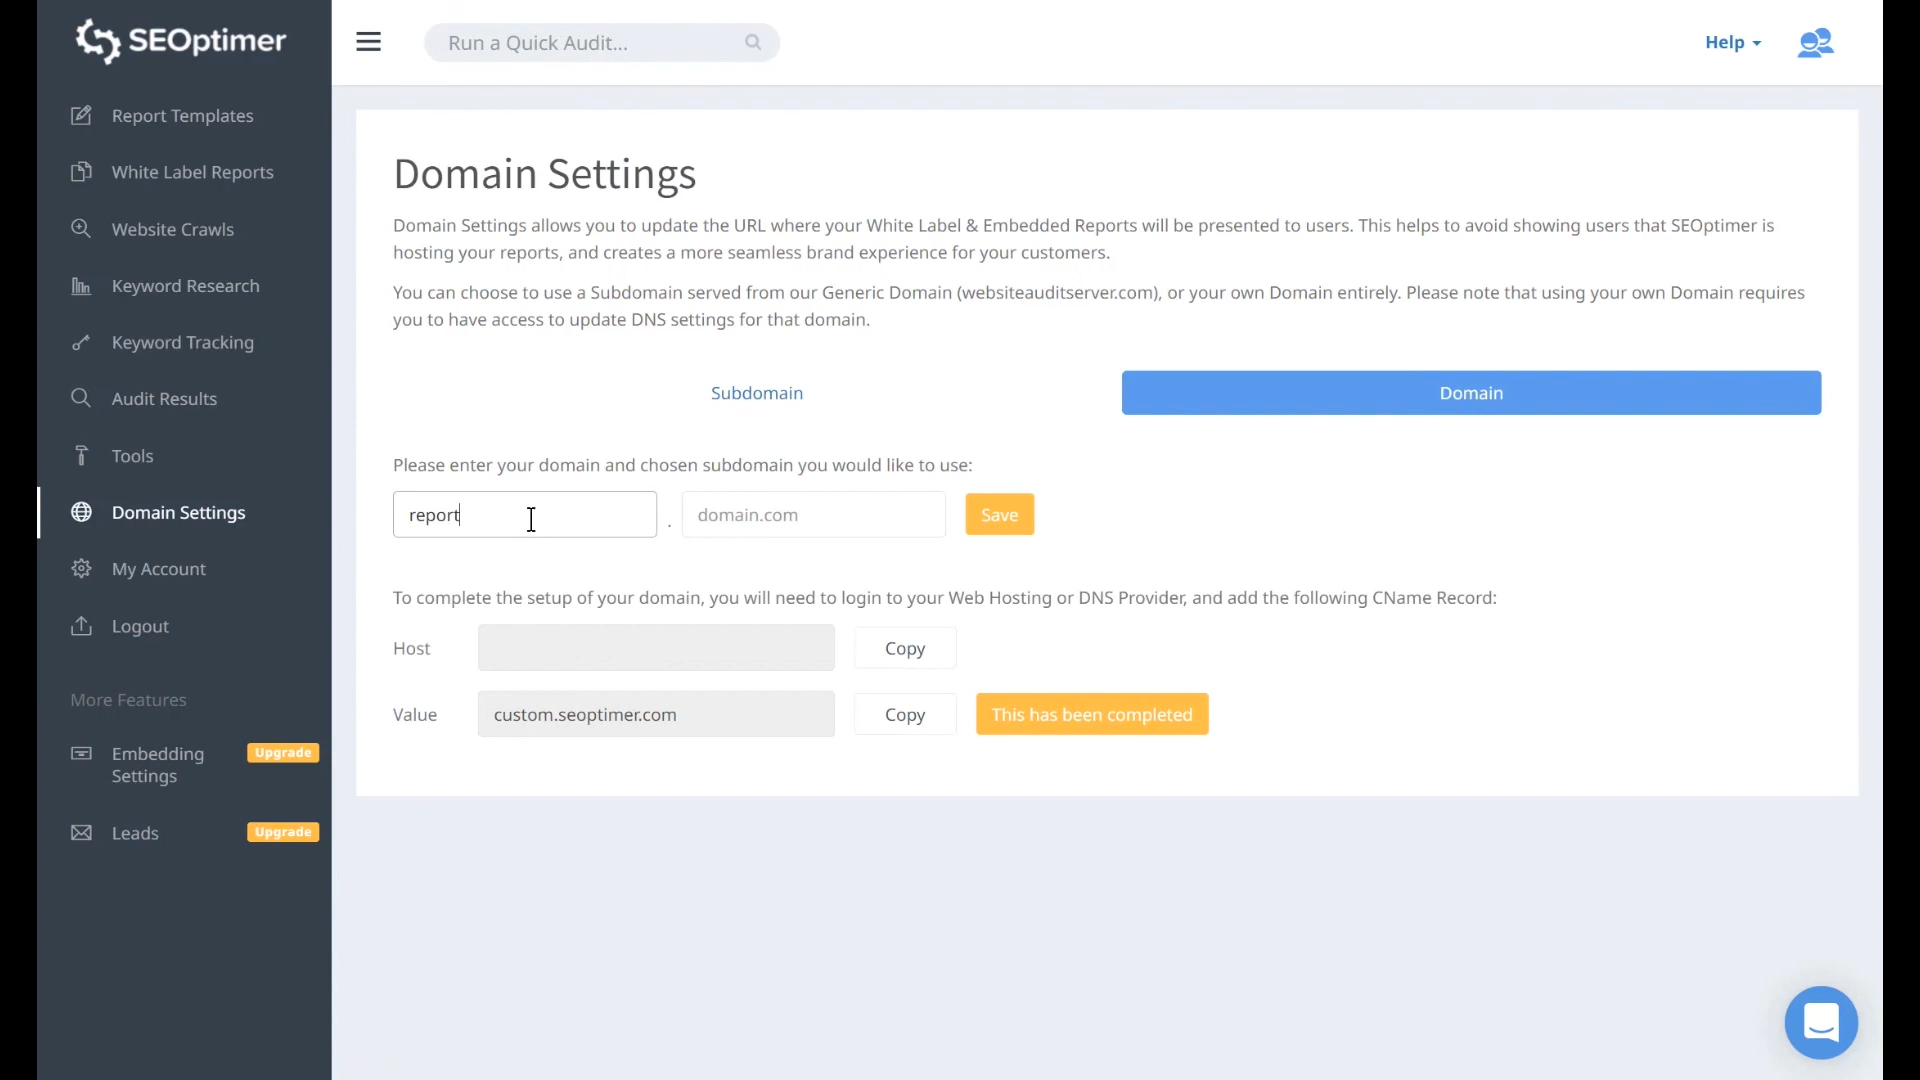 SEOptimer
Run a Quick Audit...
Help
Report Templates
White Label Reports
Website Crawls
Keyword Research
Keyword Tracking
Audit Results
Tools
Domain Settings
My Account
Logout
More Features
Embedding Settings
Upgrade
Leads
Upgrade
Domain Settings
Domain Settings allows you to update the URL where your White Label & Embedded Reports will be presented to users. This helps to avoid showing users that SEOptimer is
hosting your reports, and creates a more seamless brand experience for your customers.
You can choose to use a Subdomain served from our Generic Domain (websiteauditserver.com), or your own Domain entirely. Please note that using your own Domain requires
you to have access to update DNS settings for that domain.
Subdomain
Domain
Please enter your domain and chosen subdomain you would like to use:
report . domain.com Save
To complete the setup of your domain, you will need to login to your Web Hosting or DNS Provider, and add the following CName Record:
Host Copy
Value custom.seoptimer.com Copy This has been completed